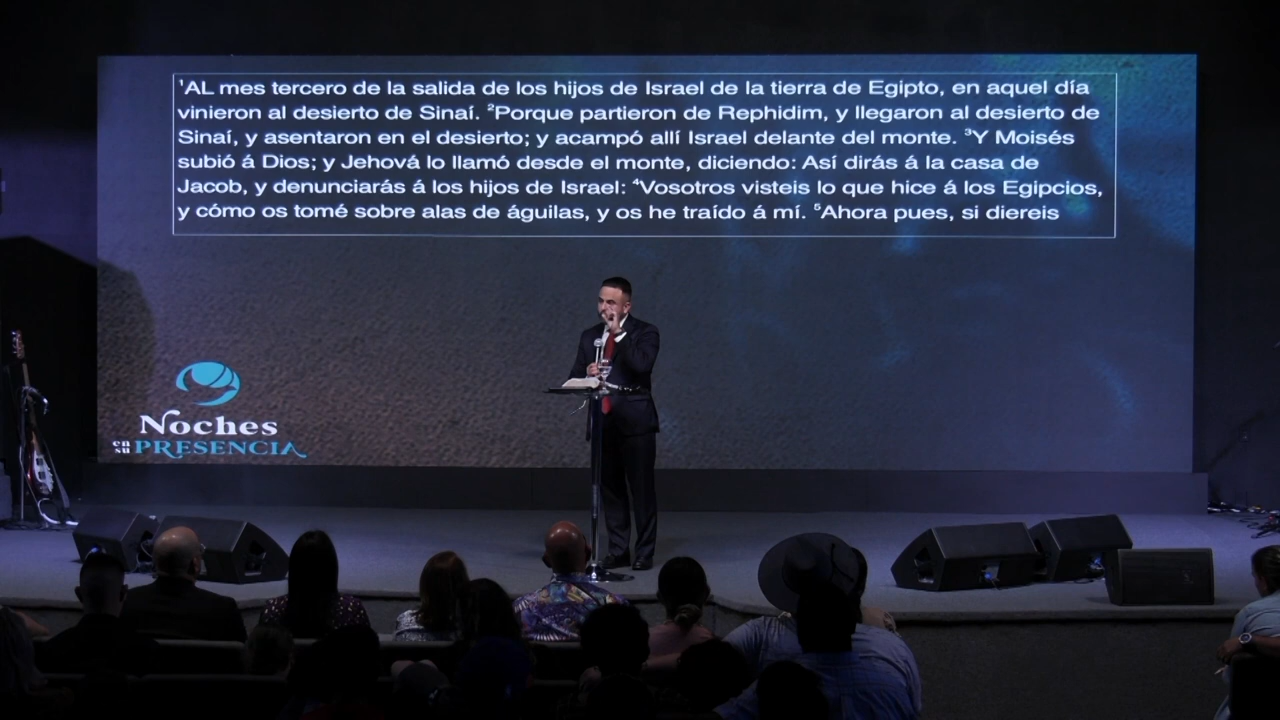 ¹AL mes tercero de la salida de los hijos de Israel de la tierra de Egipto, en aquel día
vinieron al desierto de Sinaí. ²Porque partieron de Rephidim, y llegaron al desierto de
Sinaí, y asentaron en el desierto; y acampó allí Israel delante del monte. ³Y Moisés
subió á Dios; y Jehová lo llamó desde el monte, diciendo: Así dirás á la casa de
Jacob, y denunciarás á los hijos de Israel: ⁴Vosotros visteis lo que hice á los Egipcios,
y cómo os tomé sobre alas de águilas, y os he traído á mí. ⁵Ahora pues, si diereis
Noches
en su PRESENCIA